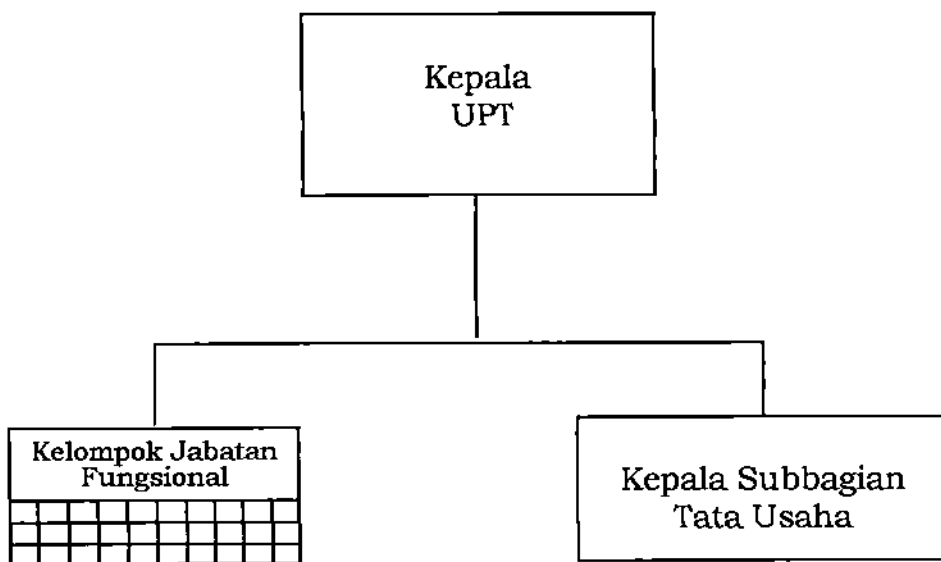 Kepala
UPT
Kelompok Jabatan
Fungsional
Kepala Subbagian
Tata Usaha